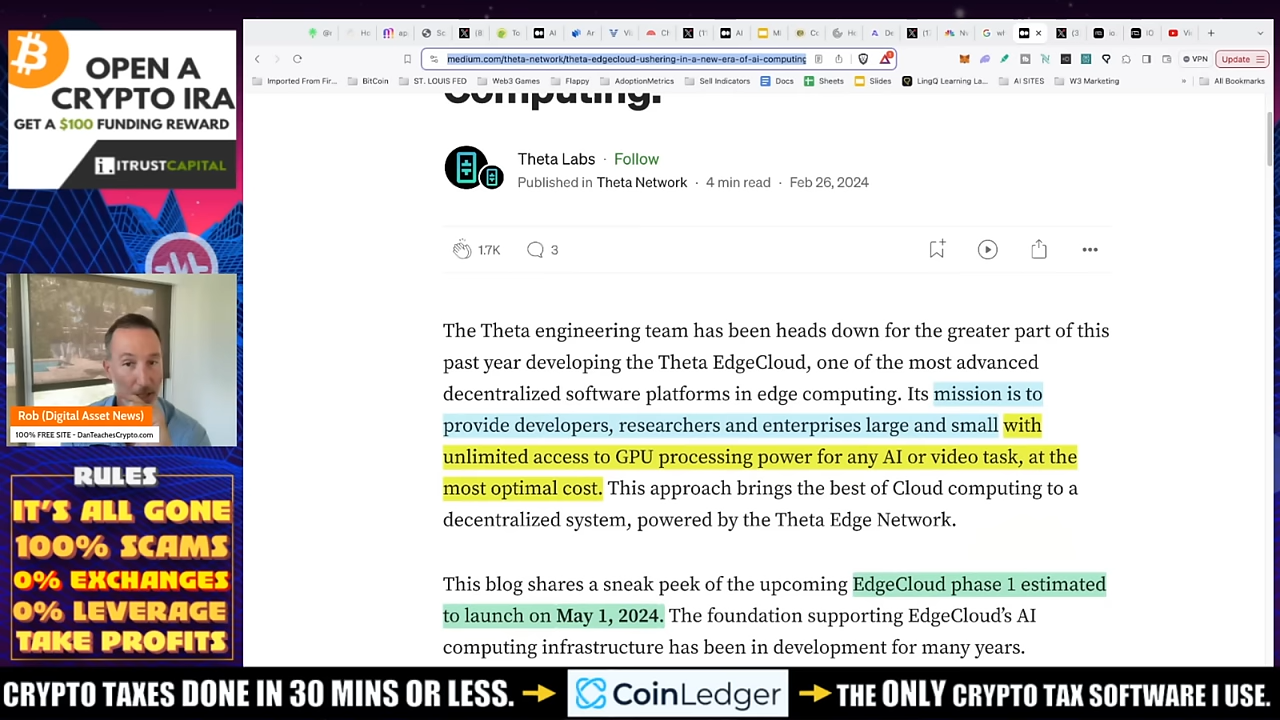 OPEN A
CRYPTO IRA
GET A $100 FUNDING REWARD
i. ITRUSTCAPITAL
Rob (Digital Asset News)
100% FREE SITE - DanTeachesCrypto.com
RULES
IT'S ALL GONE
100% SCAMS
0% EXCHANGES
0% LEVERAGE
TAKE PROFITS
medium.com/theta-network/theta-edgecloud-ushering-in-a-new-era-of-ai-computing
VPN
Update
Imported From Fir...
BitCoin
ST. LOUIS FED
Web3 Games
Flappy
AdoptionMetrics
Sell Indicators
Docs
Sheets
Slides
LingQ Learning La...
AI SITES
W3 Marketing
All Bookmarks
Computing.
Theta Labs · Follow
Published in Theta Network · 4 min read · Feb 26, 2024
1.7K
3
The Theta engineering team has been heads down for the greater part of this
past year developing the Theta EdgeCloud, one of the most advanced
decentralized software platforms in edge computing. Its mission is to
provide developers, researchers and enterprises large and small with
unlimited access to GPU processing power for any AI or video task, at the
most optimal cost. This approach brings the best of Cloud computing to a
decentralized system, powered by the Theta Edge Network.
This blog shares a sneak peek of the upcoming EdgeCloud phase 1 estimated
to launch on May 1, 2024. The foundation supporting EdgeCloud's AI
computing infrastructure has been in development for many years.
CRYPTO TAXES DONE IN 30 MINS OR LESS. → CoinLedger → THE ONLY CRYPTO TAX SOFTWARE I USE.